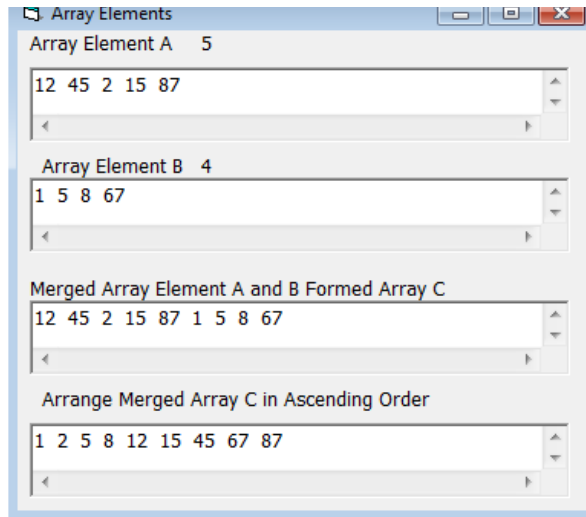 Array Elements
Array Element A 5
12 45 2 15 87
Array Element B 4
1 5 8 67
Merged Array Element A and B Formed Array C
12 45 2 15 87 1 5 8 67
Arrange Merged Array C in Ascending Order
1 2 5 8 12 15 45 67 87